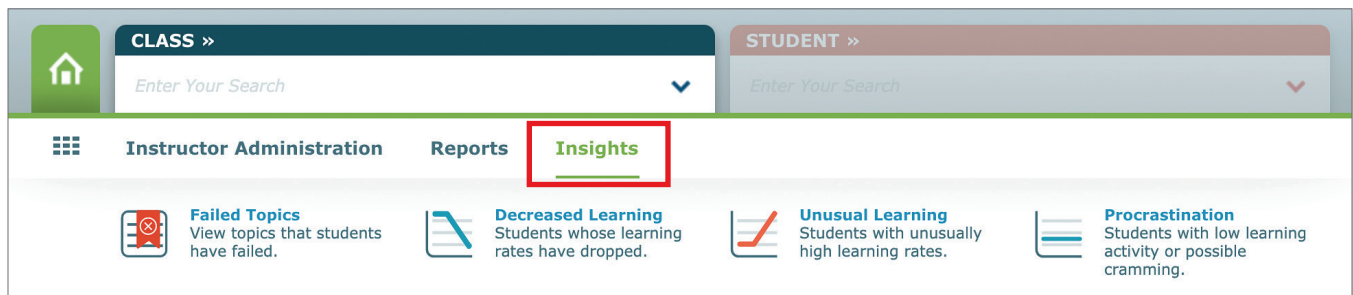 CLASS »
STUDENT »
Enter Your Search
Enter Your Search
Instructor Administration
Reports
Insights
Failed Topics
View topics that students
have failed.
Decreased Learning
Students whose learning
rates have dropped.
Unusual Learning
Students with unusually
high learning rates.
Procrastination
Students with low learning
activity or possible
cramming.